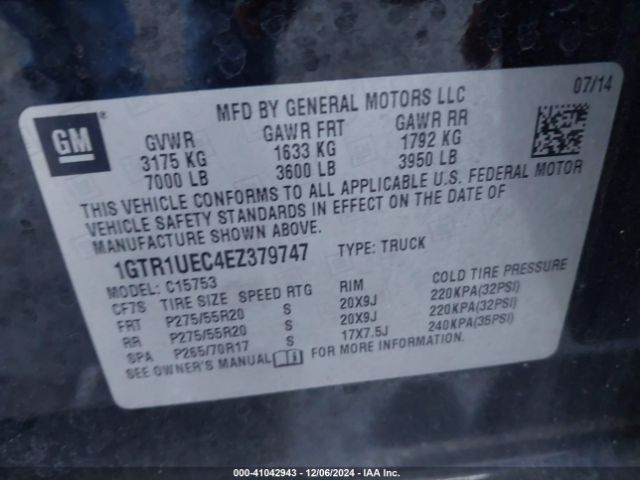 GM
MFD BY GENERAL MOTORS LLC
07/14
GVWR GAWR FRT GAWR RR
3175 KG 1633 KG 1792 KG
7000 LB 3600 LB 3950 LB
THIS VEHICLE CONFORMS TO ALL APPLICABLE U.S. FEDERAL MOTOR
VEHICLE SAFETY STANDARDS IN EFFECT ON THE DATE OF
MANUFACTURE SHOWN ABOVE.
1GTR1UEC4EZ379747 TYPE: TRUCK
MODEL: C15753
CF7S TIRE SIZE SPEED RTG RIM COLD TIRE PRESSURE
FRT P275/55R20 S 20X9J 220KPA(32PSI)
RR P275/55R20 S 20X9J 220KPA(32PSI)
SPA P265/70R17 S 17X7.5J 240KPA(35PSI)
SEE OWNER'S MANUAL FOR MORE INFORMATION.
000-41042943 - 12/06/2024 - IAA Inc.